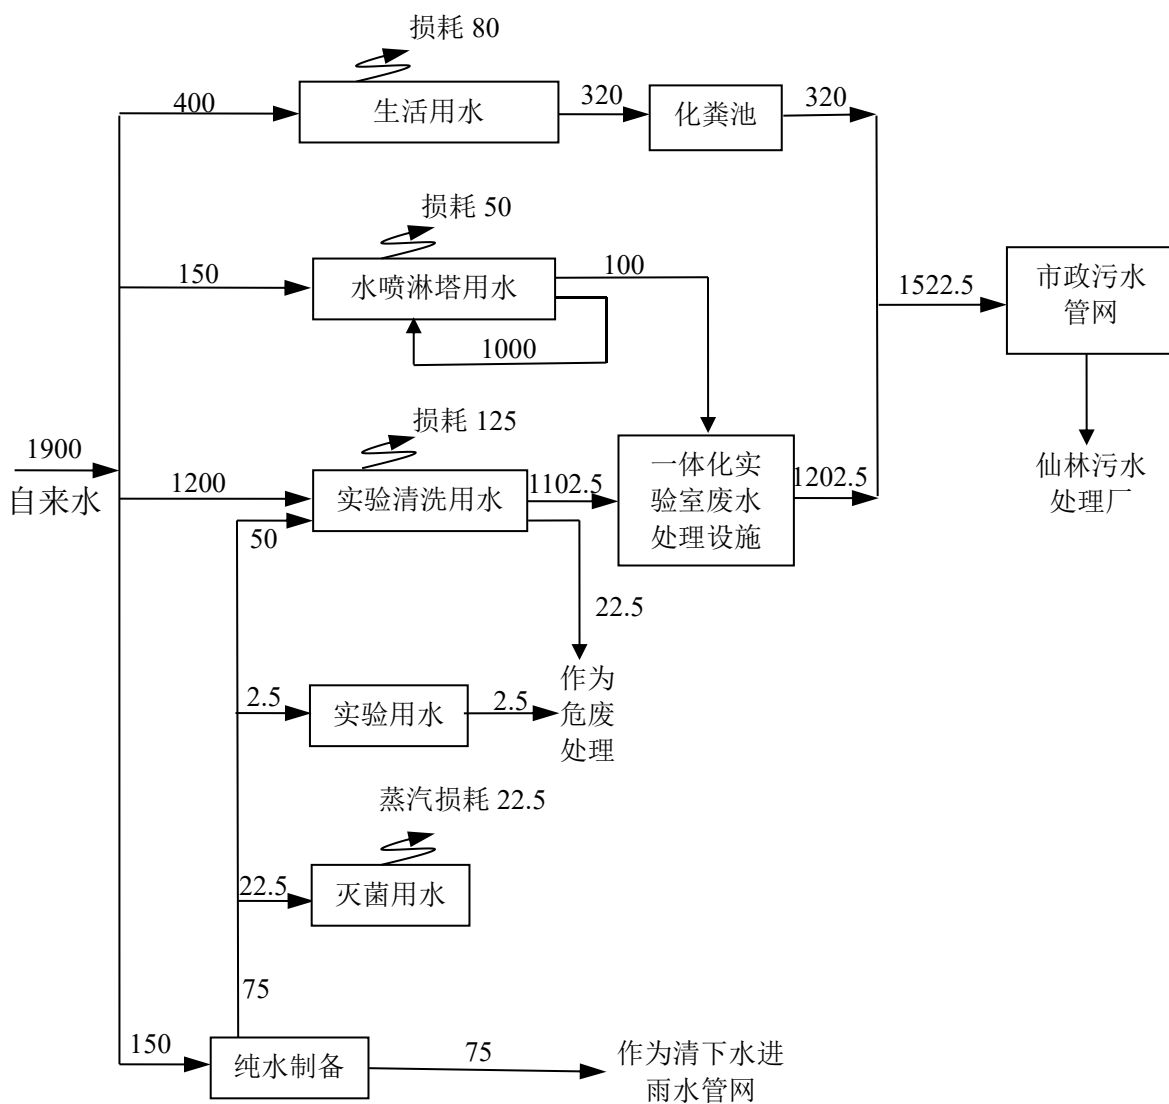 损耗 80
400
生活用水
320
化粪池
320
损耗 50
150
水喷淋塔用水
100
1000
1522.5
市政污水
管网
仙林污水
处理厂
1900
自来水
损耗 125
1200
50
实验清洗用水
1102.5
一体化实
验室废水
处理设施
1202.5
22.5
作为
危废
处理
2.5
实验用水
2.5
蒸汽损耗 22.5
22.5
灭菌用水
75
150
纯水制备
75
作为清下水进
雨水管网